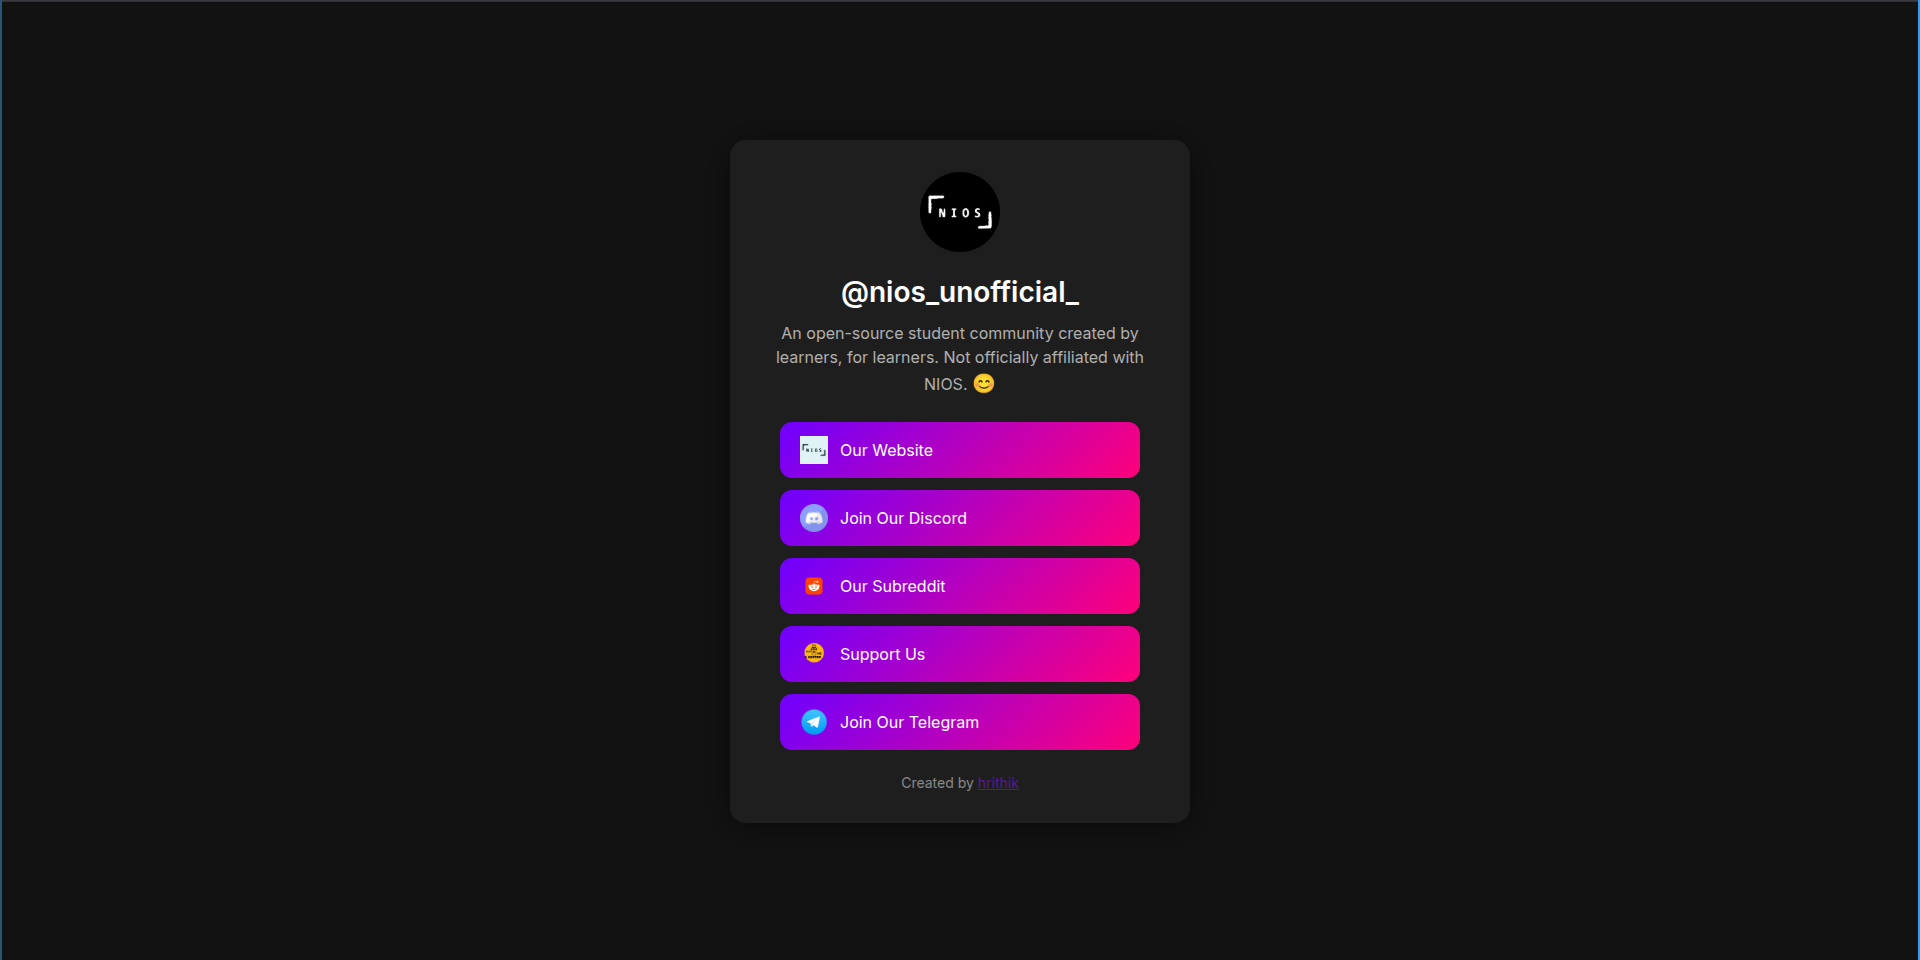 NIOS
@nios_unofficial_
An open-source student community created by
learners, for learners. Not officially affiliated with
NIOS. 😊
NIOS
Our Website
Join Our Discord
Our Subreddit
Support Us
Join Our Telegram
Created by hrithik